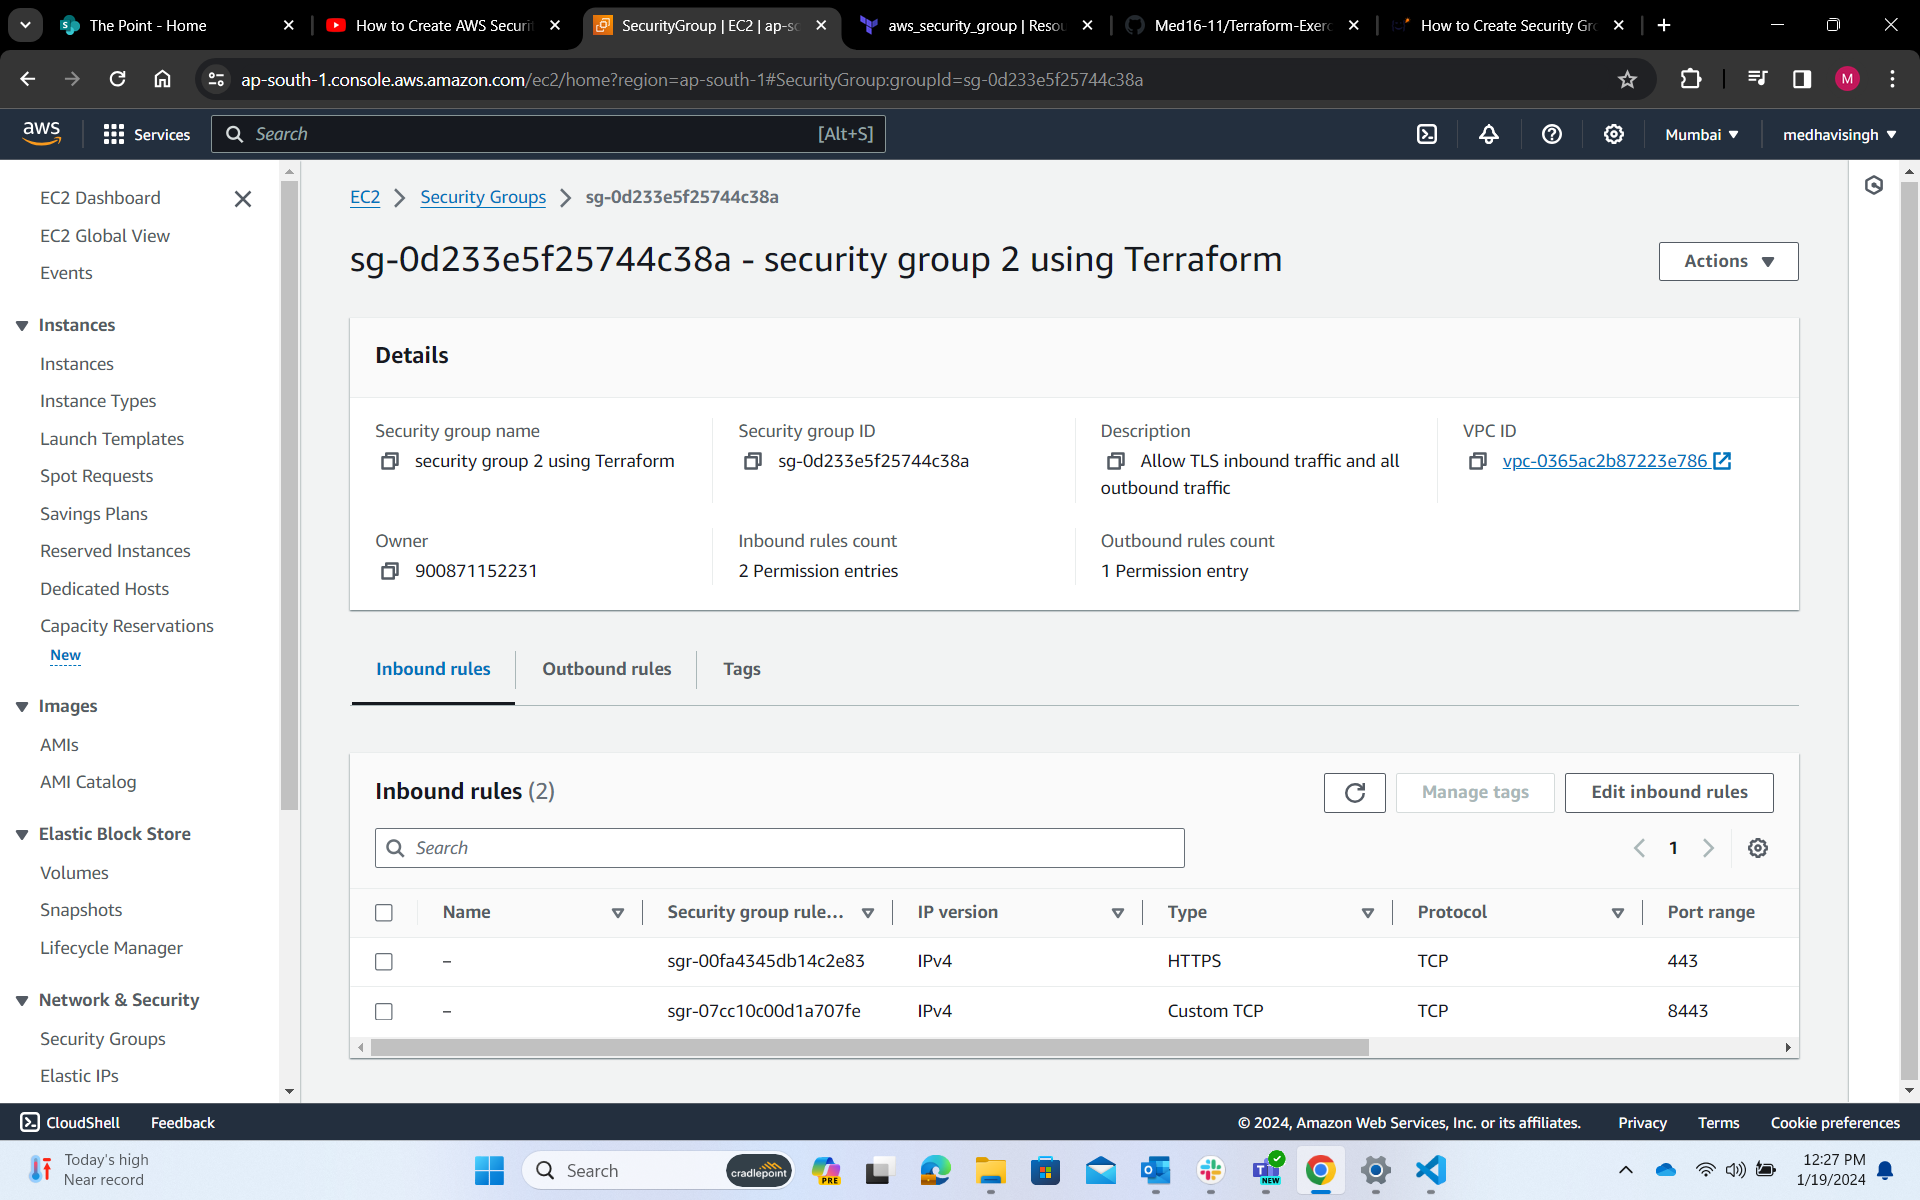 The Point - Home
How to Create AWS Securi
SecurityGroup | EC2 | ap-so
aws_security_group | Resou
Med16-11/Terraform-Exerc
How to Create Security Gro
ap-south-1.console.aws.amazon.com/ec2/home?region=ap-south-1#SecurityGroup:groupId=sg-0d233e5f25744c38a
M
aws
Services
Search
[Alt+S]
Mumbai
medhavisingh
EC2 Dashboard
EC2 Global View
Events
Instances
Instances
Instance Types
Launch Templates
Spot Requests
Savings Plans
Reserved Instances
Dedicated Hosts
Capacity Reservations
New
Images
AMIs
AMI Catalog
Elastic Block Store
Volumes
Snapshots
Lifecycle Manager
Network & Security
Security Groups
Elastic IPs
EC2
Security Groups
sg-0d233e5f25744c38a
sg-0d233e5f25744c38a - security group 2 using Terraform
Actions
Details
Security group name
security group 2 using Terraform
Security group ID
sg-0d233e5f25744c38a
Description
Allow TLS inbound traffic and all
outbound traffic
VPC ID
vpc-0365ac2b87223e786
Owner
900871152231
Inbound rules count
2 Permission entries
Outbound rules count
1 Permission entry
Inbound rules
Outbound rules
Tags
Inbound rules (2)
Manage tags
Edit inbound rules
Search
1
Name
Security group rule...
IP version
Type
Protocol
Port range
– sgr-00fa4345db14c2e83 IPv4 HTTPS TCP 443
– sgr-07cc10c00d1a707fe IPv4 Custom TCP TCP 8443
CloudShell
Feedback
© 2024, Amazon Web Services, Inc. or its affiliates.
Privacy
Terms
Cookie preferences
Today's high
Near record
Search
cradlepoint
PRE
NEW
12:27 PM
1/19/2024